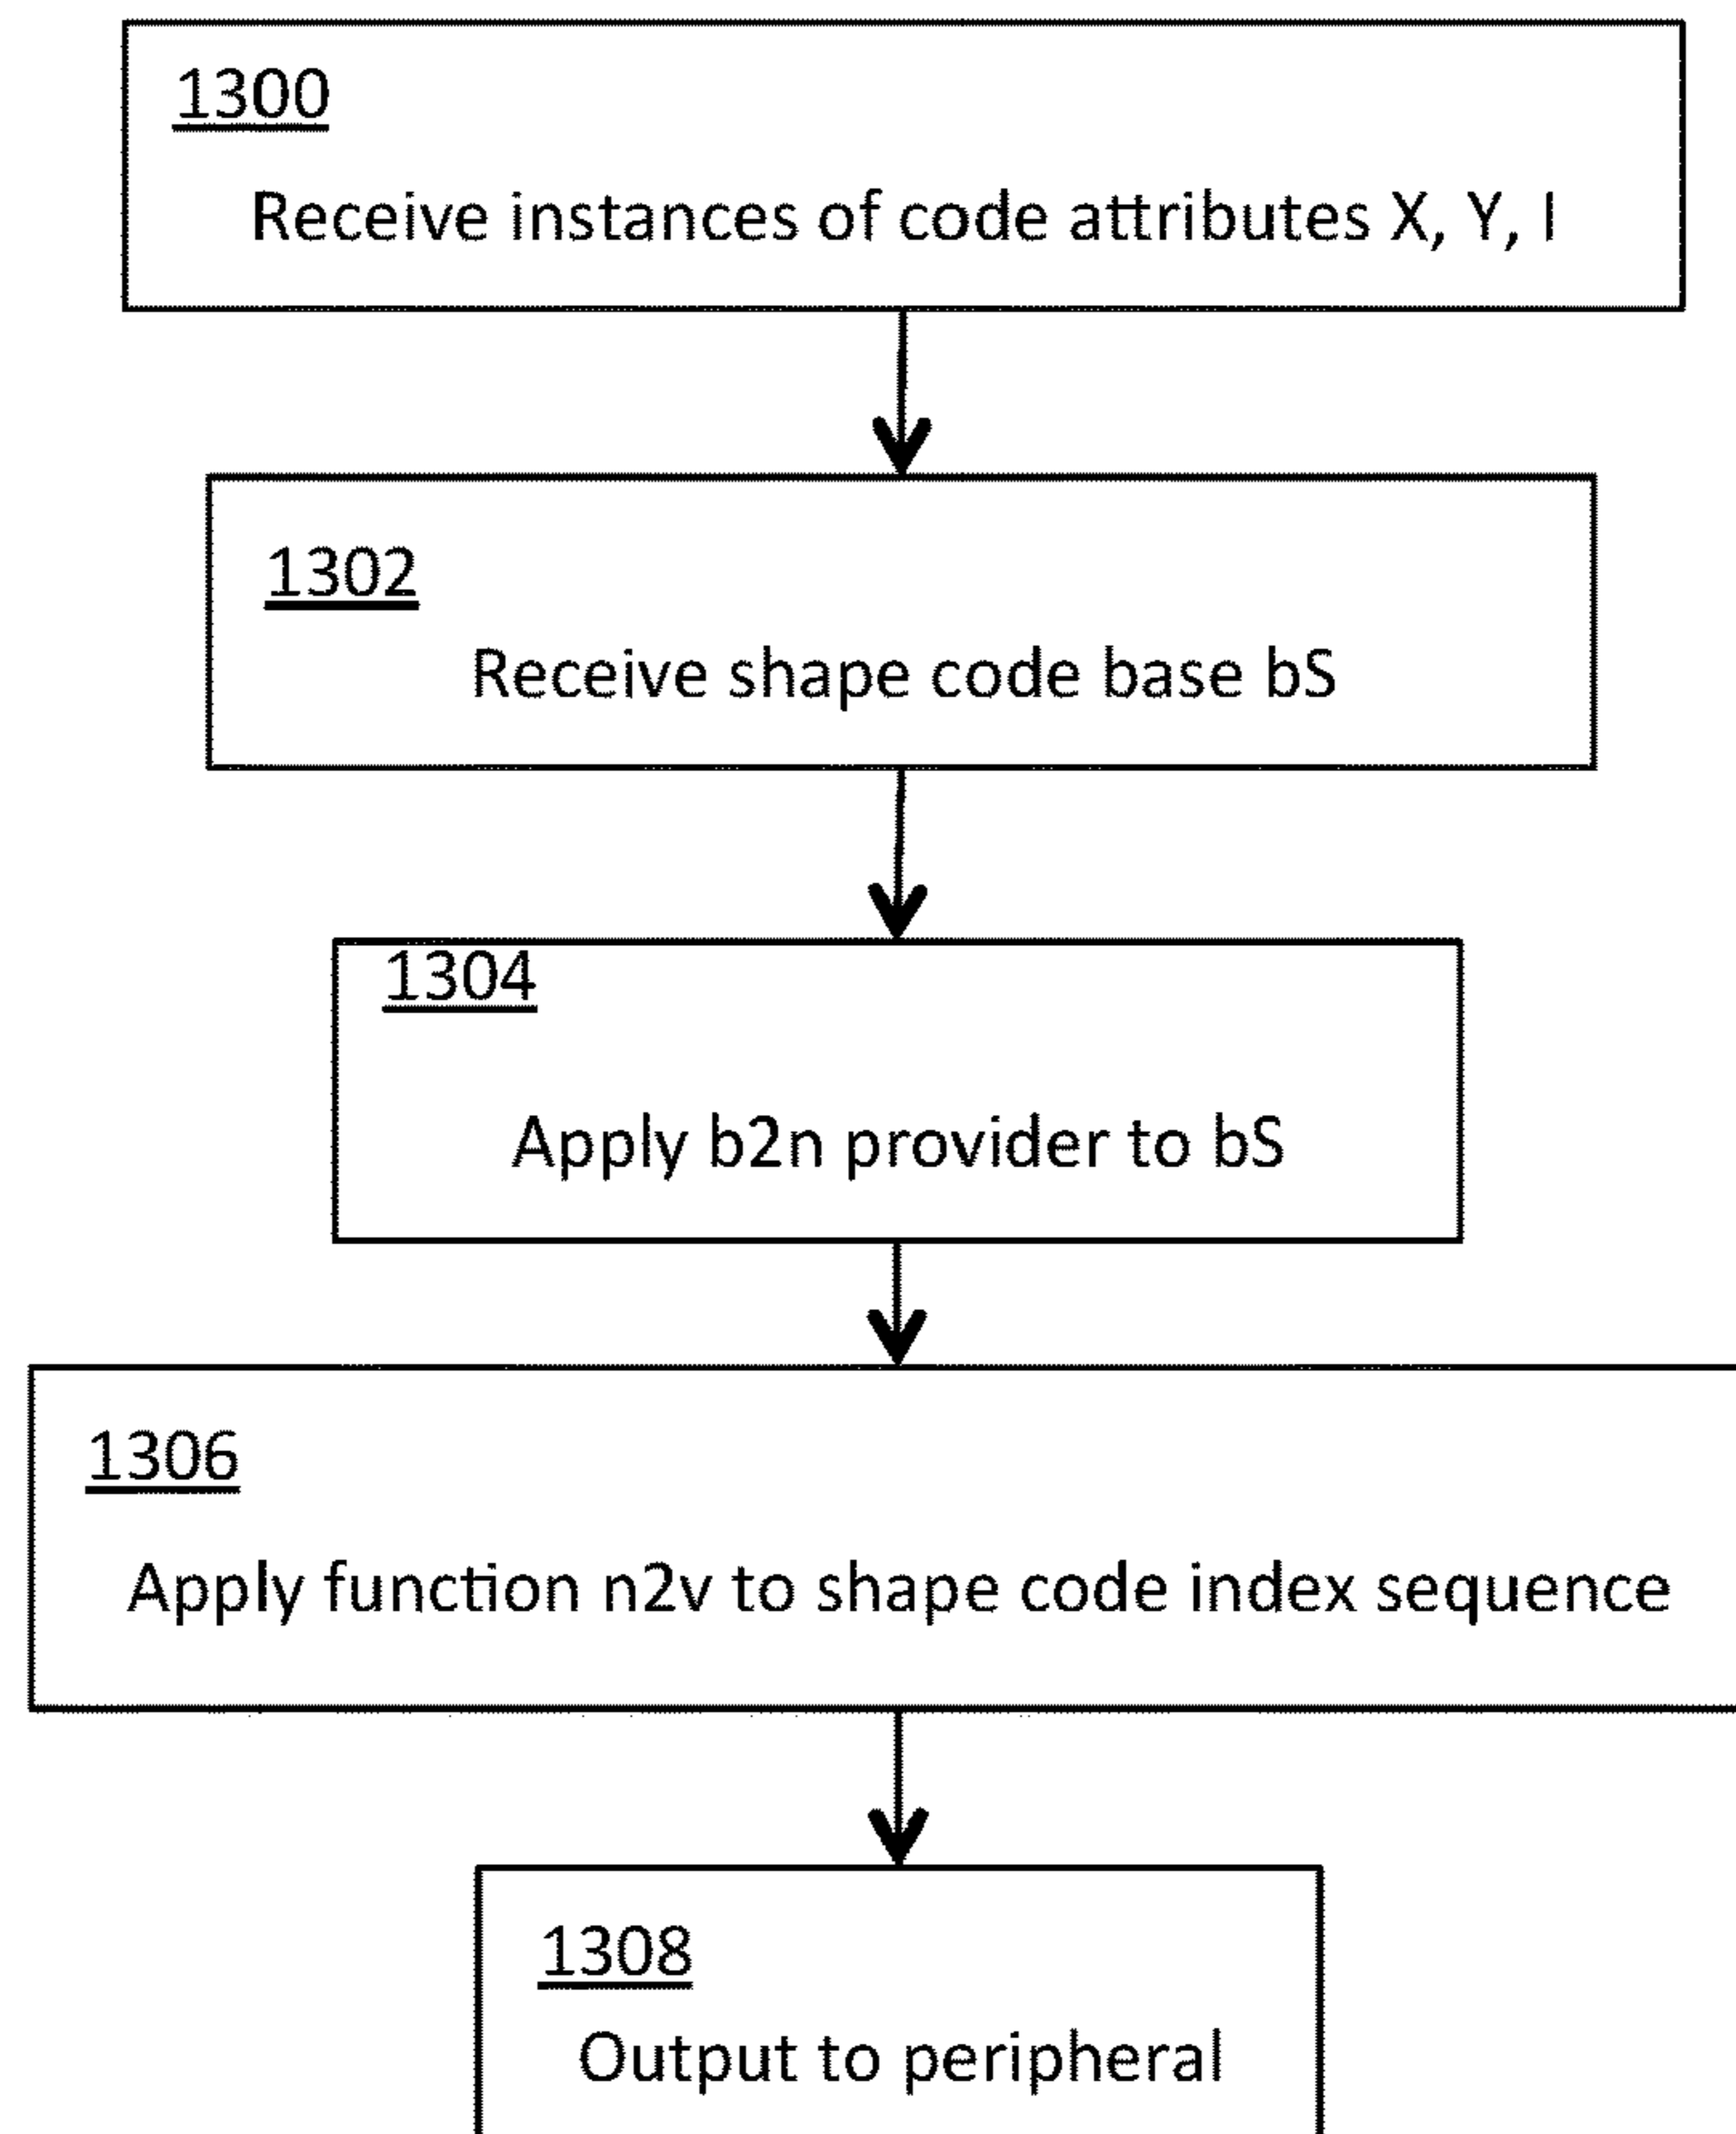 1300
Receive instances of code attributes X, Y, I
1302
Receive shape code base bS
1304
Apply b2n provider to bS
1306
Apply function n2v to shape code index sequence
1308
Output to peripheral